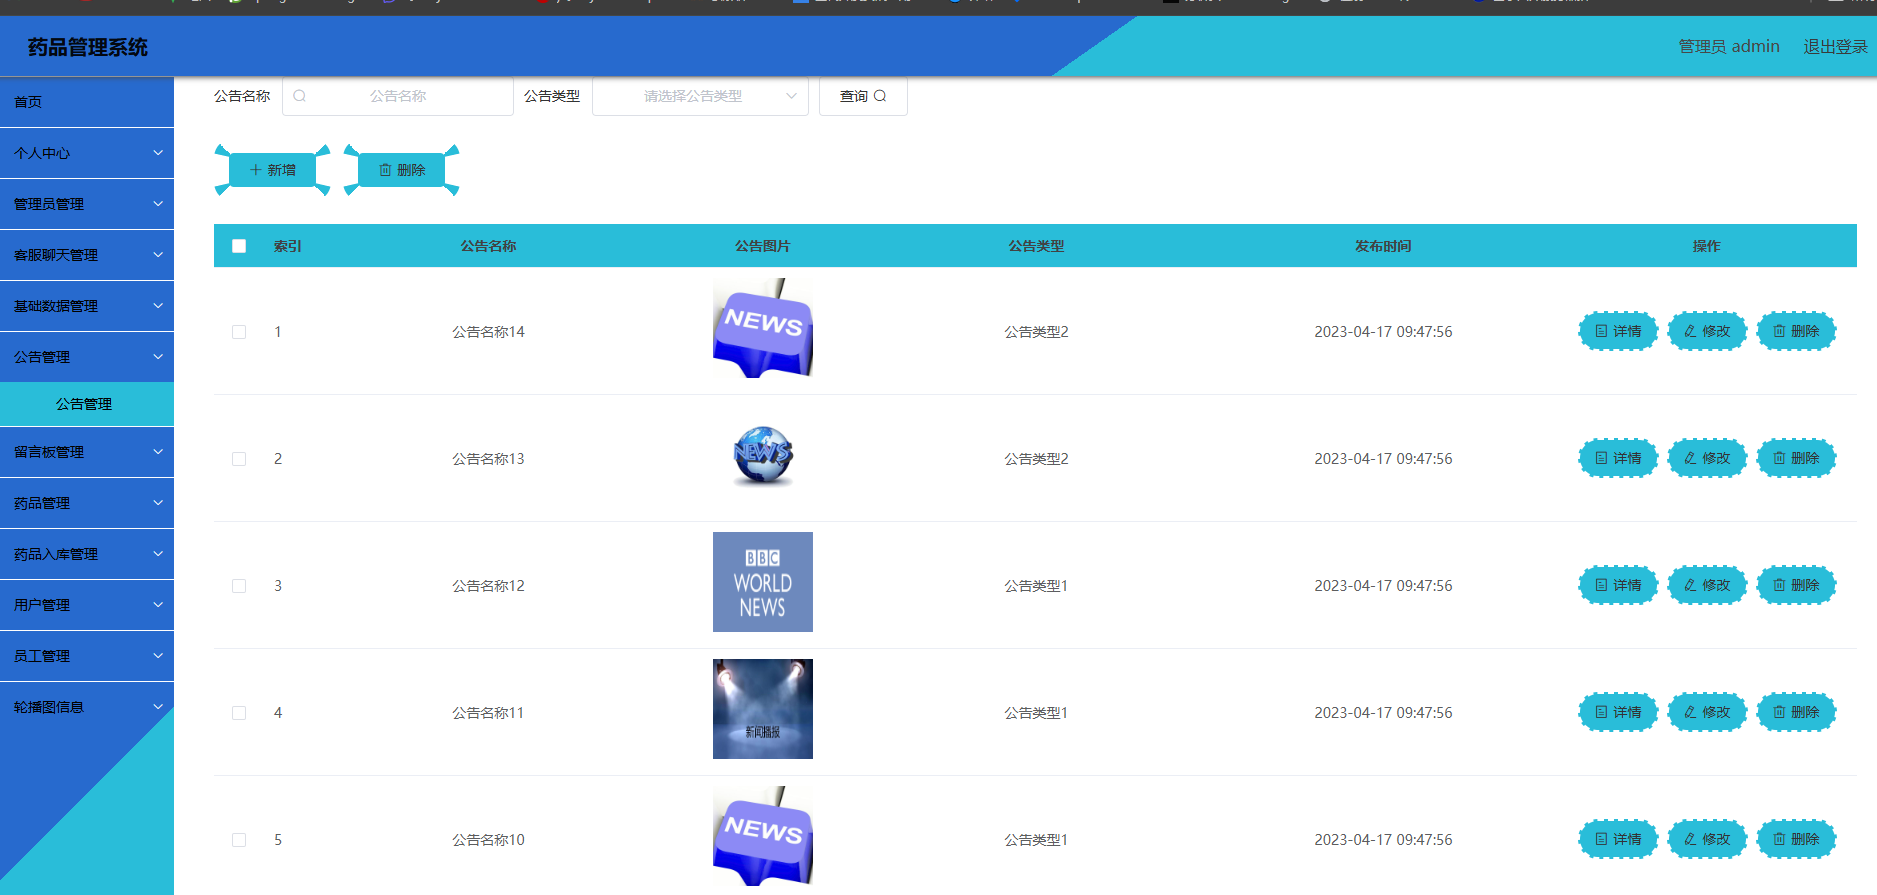 药品管理系统
管理员 admin 退出登录
首页
个人中心
管理员管理
客服聊天管理
基础数据管理
公告管理
公告管理
留言板管理
药品管理
药品入库管理
用户管理
员工管理
轮播图信息
公告名称 公告名称 公告类型 请选择公告类型 查询
新增 删除
索引 公告名称 公告图片 公告类型 发布时间 操作
1 公告名称14 NEWS 公告类型2 2023-04-17 09:47:56 详情 修改 删除
2 公告名称13 NEWS 公告类型2 2023-04-17 09:47:56 详情 修改 删除
3 公告名称12 BBC WORLD NEWS 公告类型1 2023-04-17 09:47:56 详情 修改 删除
4 公告名称11 新闻播报 公告类型1 2023-04-17 09:47:56 详情 修改 删除
5 公告名称10 NEWS 公告类型1 2023-04-17 09:47:56 详情 修改 删除